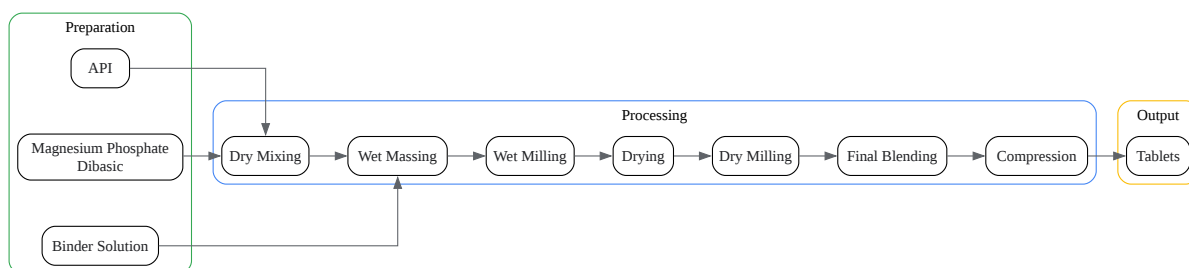 Preparation
API
Magnesium Phosphate
Dibasic
Binder Solution
Processing
Dry Mixing
Wet Massing
Wet Milling
Drying
Dry Milling
Final Blending
Compression
Output
Tablets